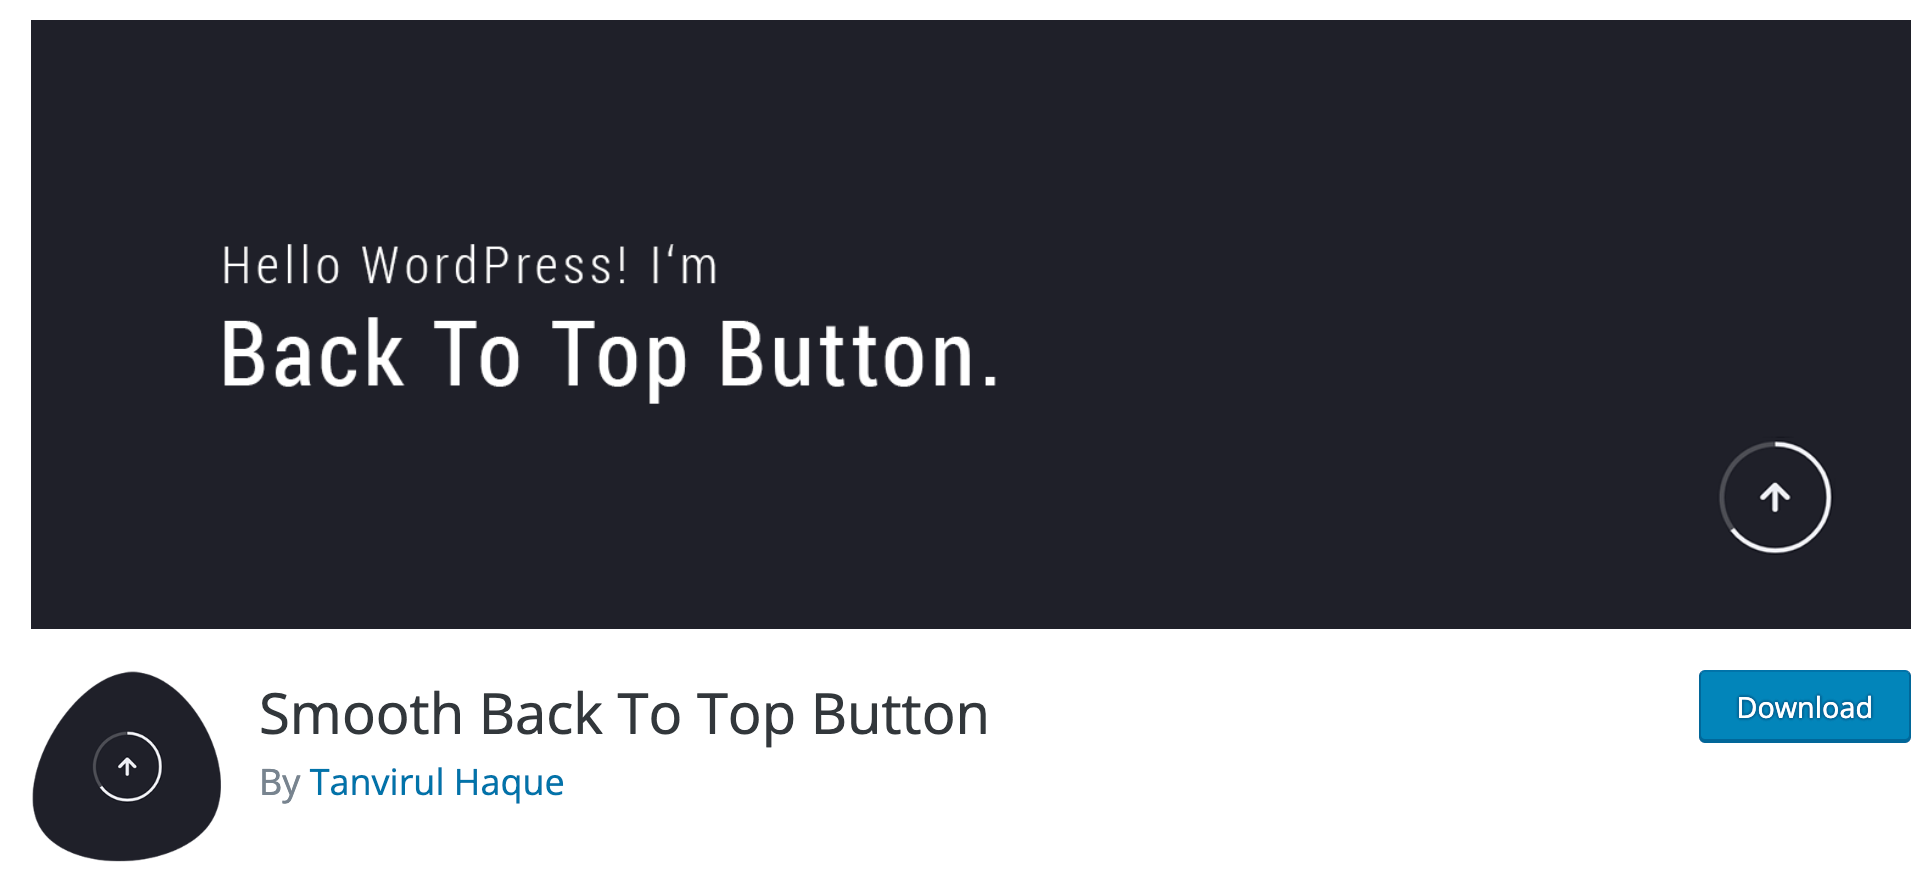 Hello WordPress! I‘m
Back To Top Button.
Smooth Back To Top Button
Download
By Tanvirul Haque